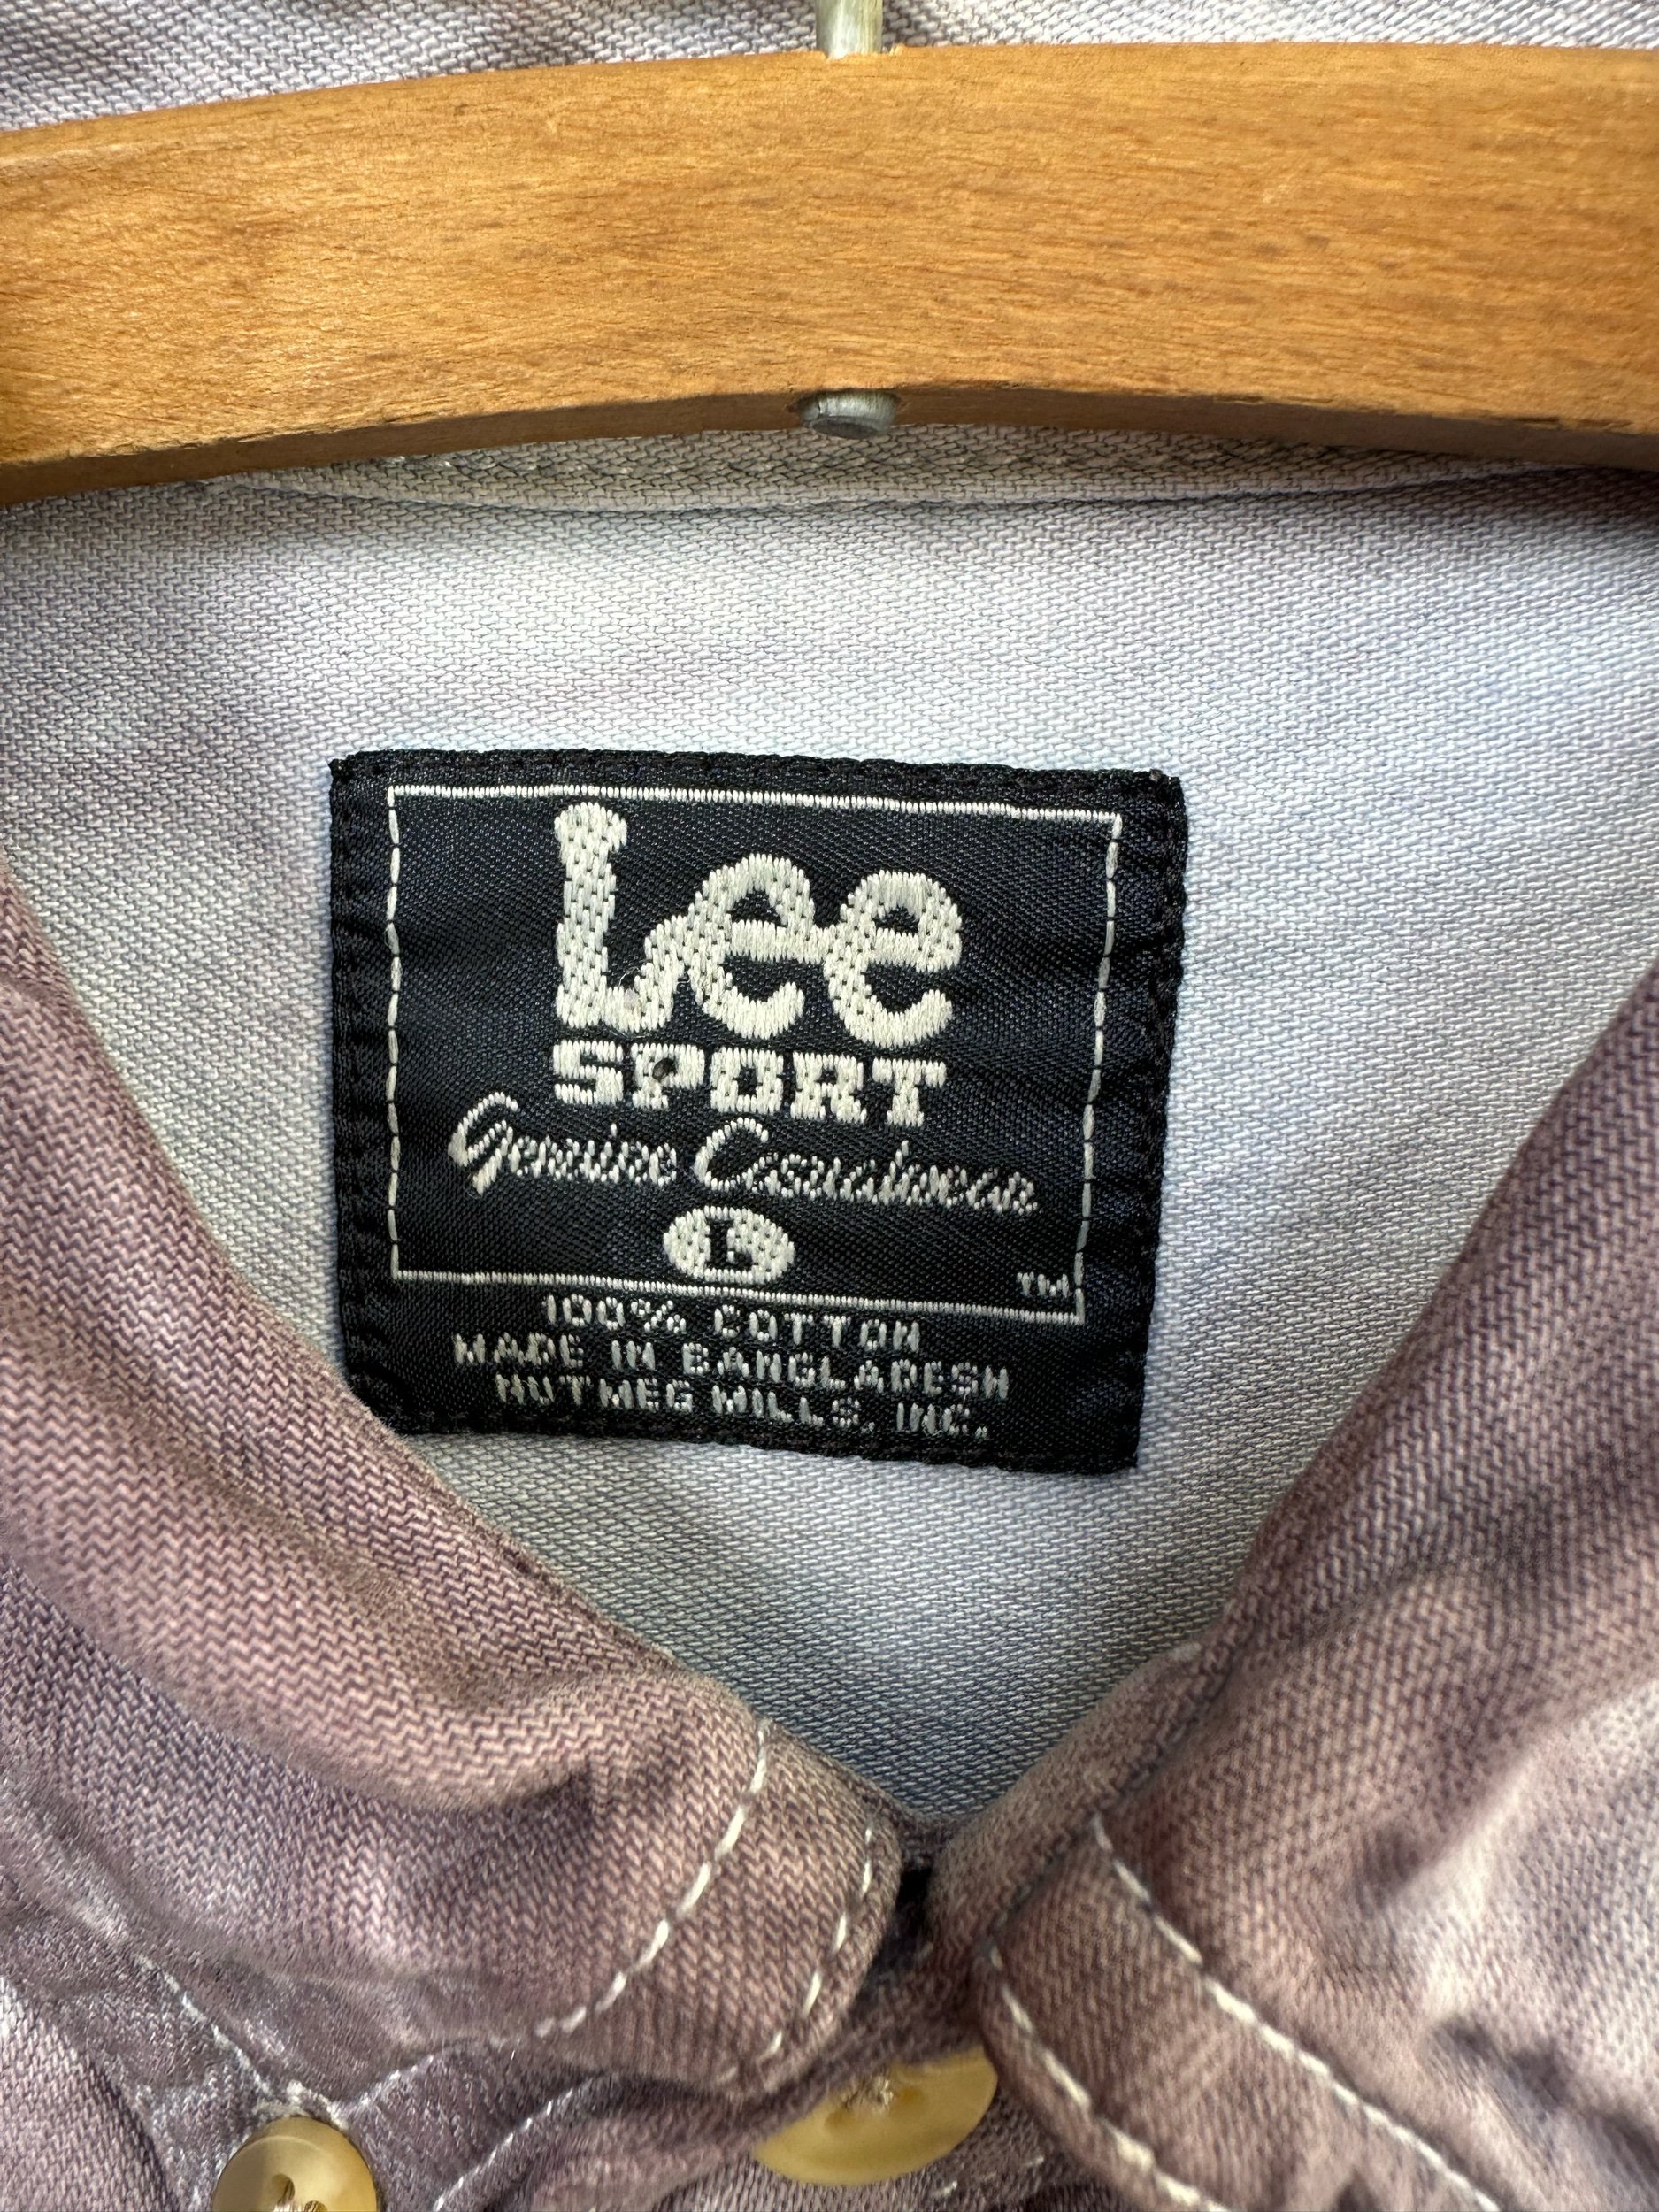 Lee
SPORT
Genuine Casualwear
L
TM
100% COTTON
MADE IN BANGLADESH
NUTMEG MILLS, INC.